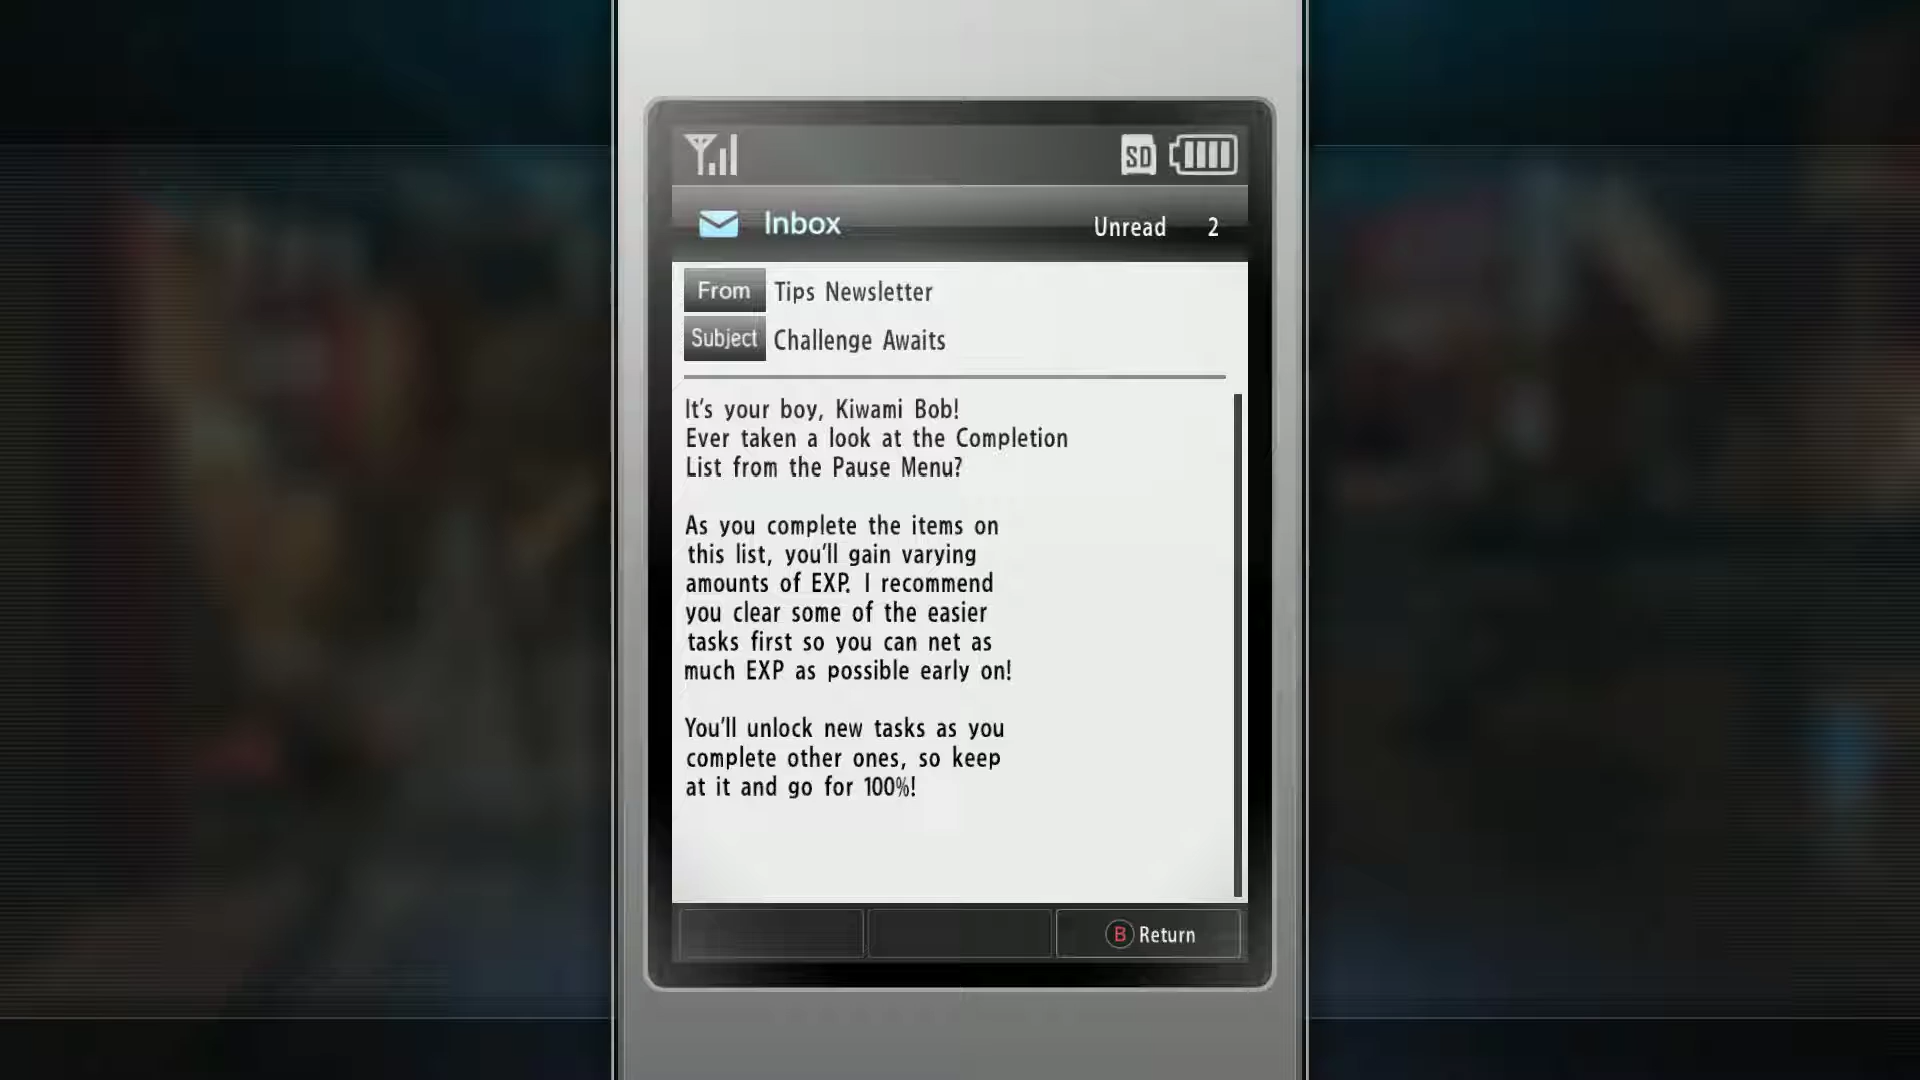 SD
Inbox
Unread 2
From Tips Newsletter
Subject Challenge Awaits
It's your boy, Kiwami Bob!
Ever taken a look at the Completion
List from the Pause Menu?
As you complete the items on
this list, you'll gain varying
amounts of EXP. I recommend
you clear some of the easier
tasks first so you can net as
much EXP as possible early on!
You'll unlock new tasks as you
complete other ones, so keep
at it and go for 100%!
B Return